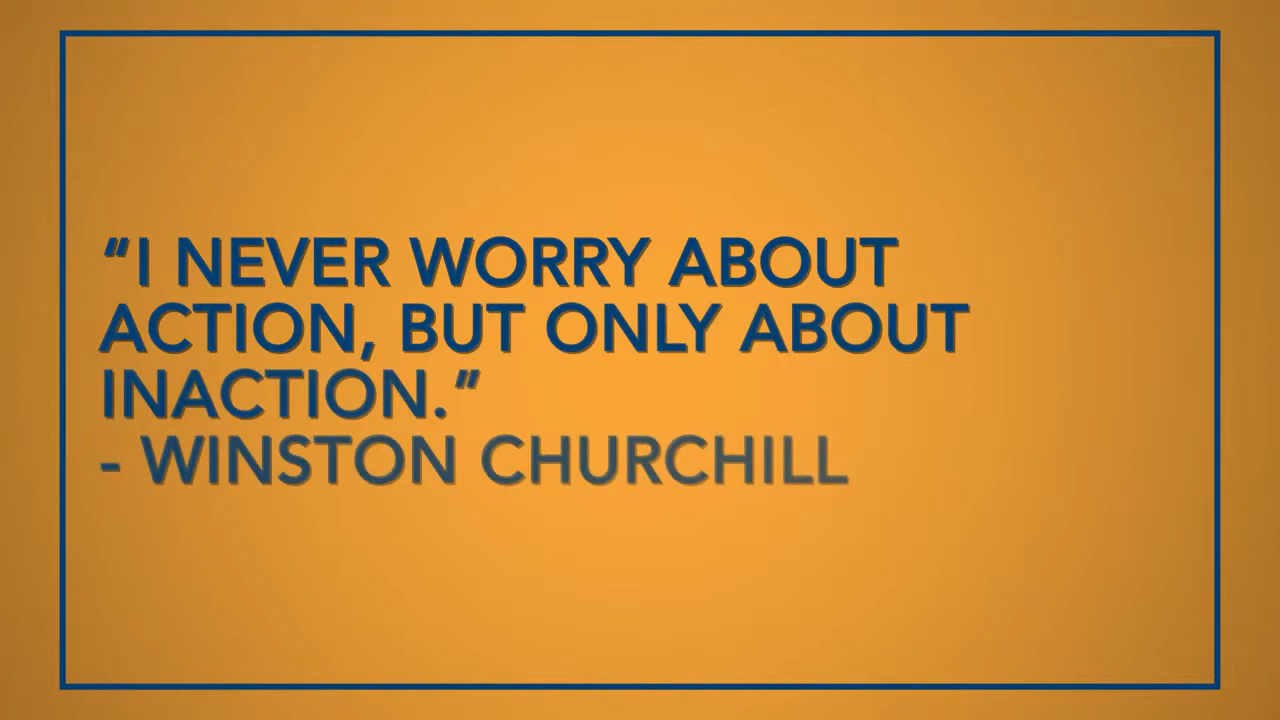 “I NEVER WORRY ABOUT
ACTION, BUT ONLY ABOUT
INACTION.”
- WINSTON CHURCHILL